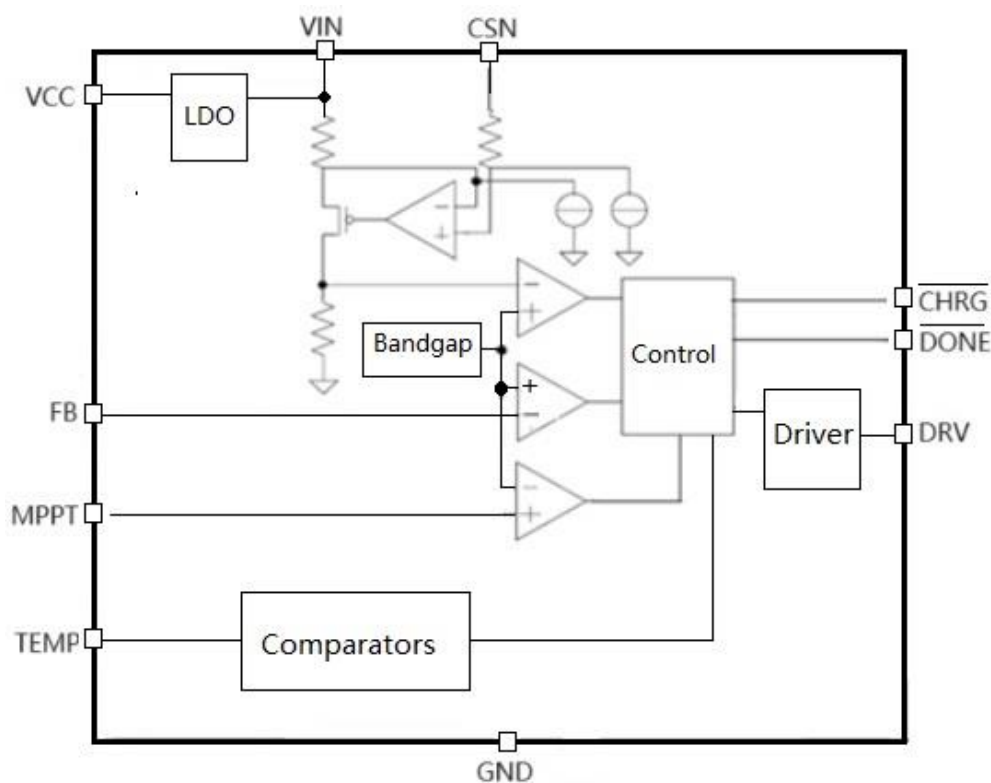 VIN
CSN
VCC
LDO
CHRG
Bandgap
Control
DONE
FB
Driver
DRV
MPPT
TEMP
Comparators
GND